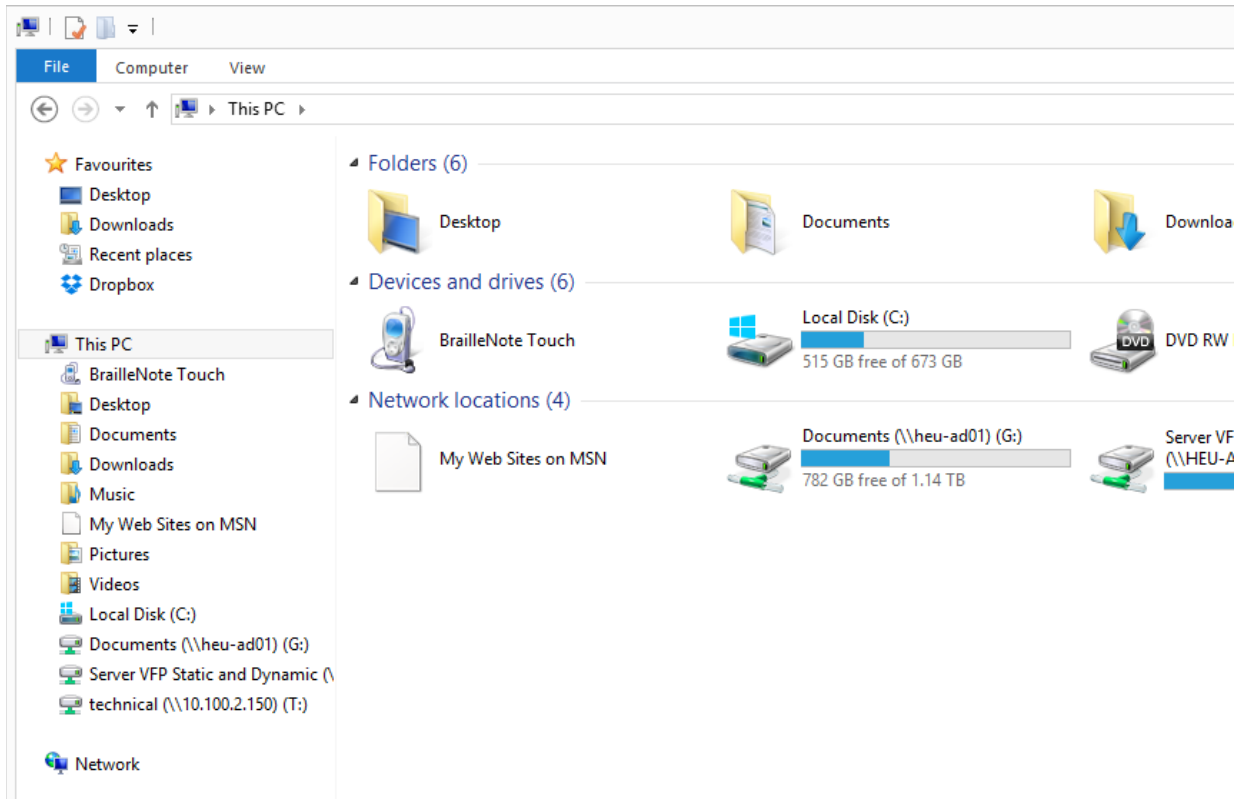 File Computer View
This PC
Favourites
Desktop
Downloads
Recent places
Dropbox
This PC
BrailleNote Touch
Desktop
Documents
Downloads
Music
My Web Sites on MSN
Pictures
Videos
Local Disk (C:)
Documents (\\heu-ad01) (G:)
Server VFP Static and Dynamic (\
technical (\\10.100.2.150) (T:)
Network
Folders (6)
Desktop Documents Downloa
Devices and drives (6)
BrailleNote Touch
Local Disk (C:)
515 GB free of 673 GB
DVD
DVD RW
Network locations (4)
My Web Sites on MSN
Documents (\\heu-ad01) (G:)
782 GB free of 1.14 TB
Server VF
(\\HEU-A